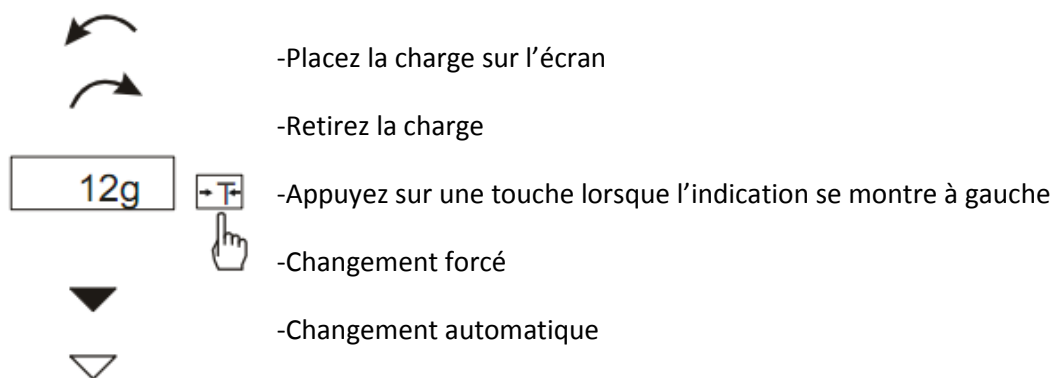 -Placez la charge sur l’écran
-Retirez la charge
12g →T← -Appuyez sur une touche lorsque l’indication se montre à gauche
-Changement forcé
-Changement automatique